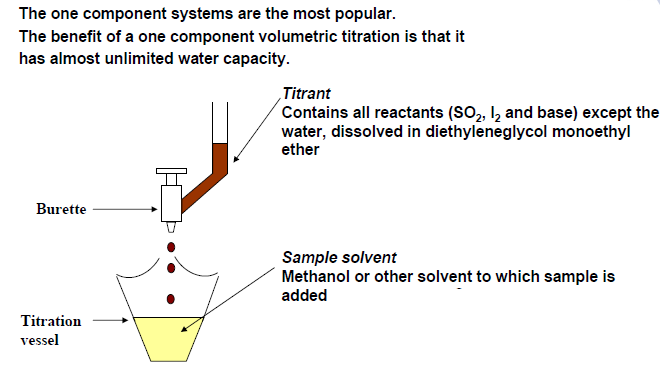 The one component systems are the most popular.
The benefit of a one component volumetric titration is that it
has almost unlimited water capacity.
Titrant
Contains all reactants (SO₂, I₂ and base) except the
water, dissolved in diethyleneglycol monoethyl
ether
Burette
Sample solvent
Methanol or other solvent to which sample is
added
Titration
vessel